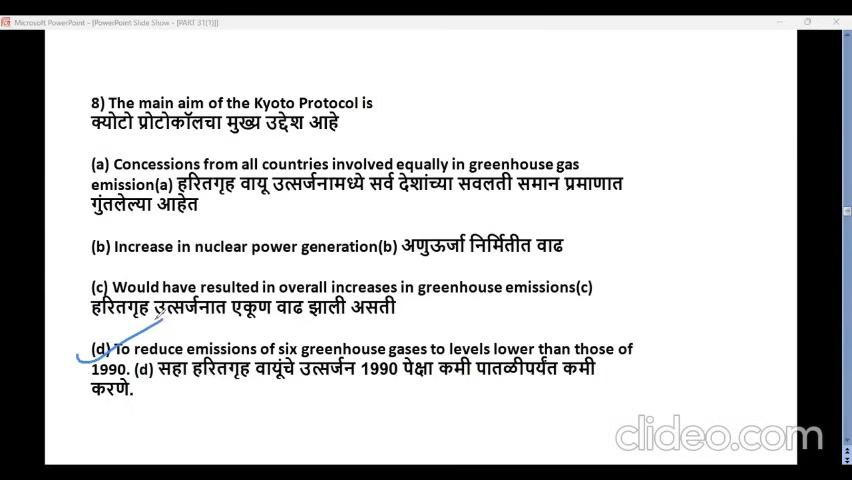 Microsoft PowerPoint - [PowerPoint Slide Show - [PART 31(1)]]
8) The main aim of the Kyoto Protocol is
क्योटो प्रोटोकॉलचा मुख्य उद्देश आहे
(a) Concessions from all countries involved equally in greenhouse gas
emission(a) हरितगृह वायू उत्सर्जनामध्ये सर्व देशांच्या सवलती समान प्रमाणात
गुंतलेल्या आहेत
(b) Increase in nuclear power generation(b) अणुऊर्जा निर्मितीत वाढ
(c) Would have resulted in overall increases in greenhouse emissions(c)
हरितगृह उत्सर्जनात एकूण वाढ झाली असती
(d) To reduce emissions of six greenhouse gases to levels lower than those of
1990. (d) सहा हरितगृह वायूंचे उत्सर्जन 1990 पेक्षा कमी पातळीपर्यंत कमी
करणे.
clideo.com